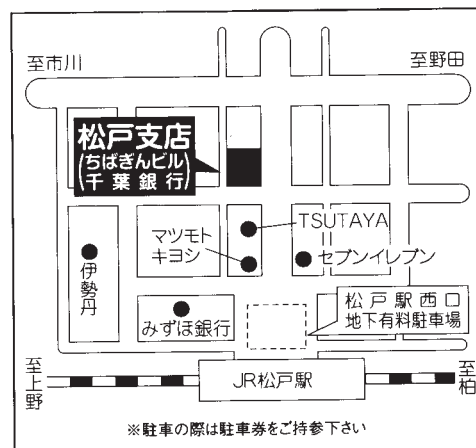 至市川
至野田
松戸支店
(ちばぎんビル)
(千葉銀行)
TSUTAYA
マツモト
キヨシ
セブンイレブン
伊勢丹
みずほ銀行
松戸駅西口
地下有料駐車場
至上野
JR松戸駅
至柏
※駐車の際は駐車券をご持参下さい